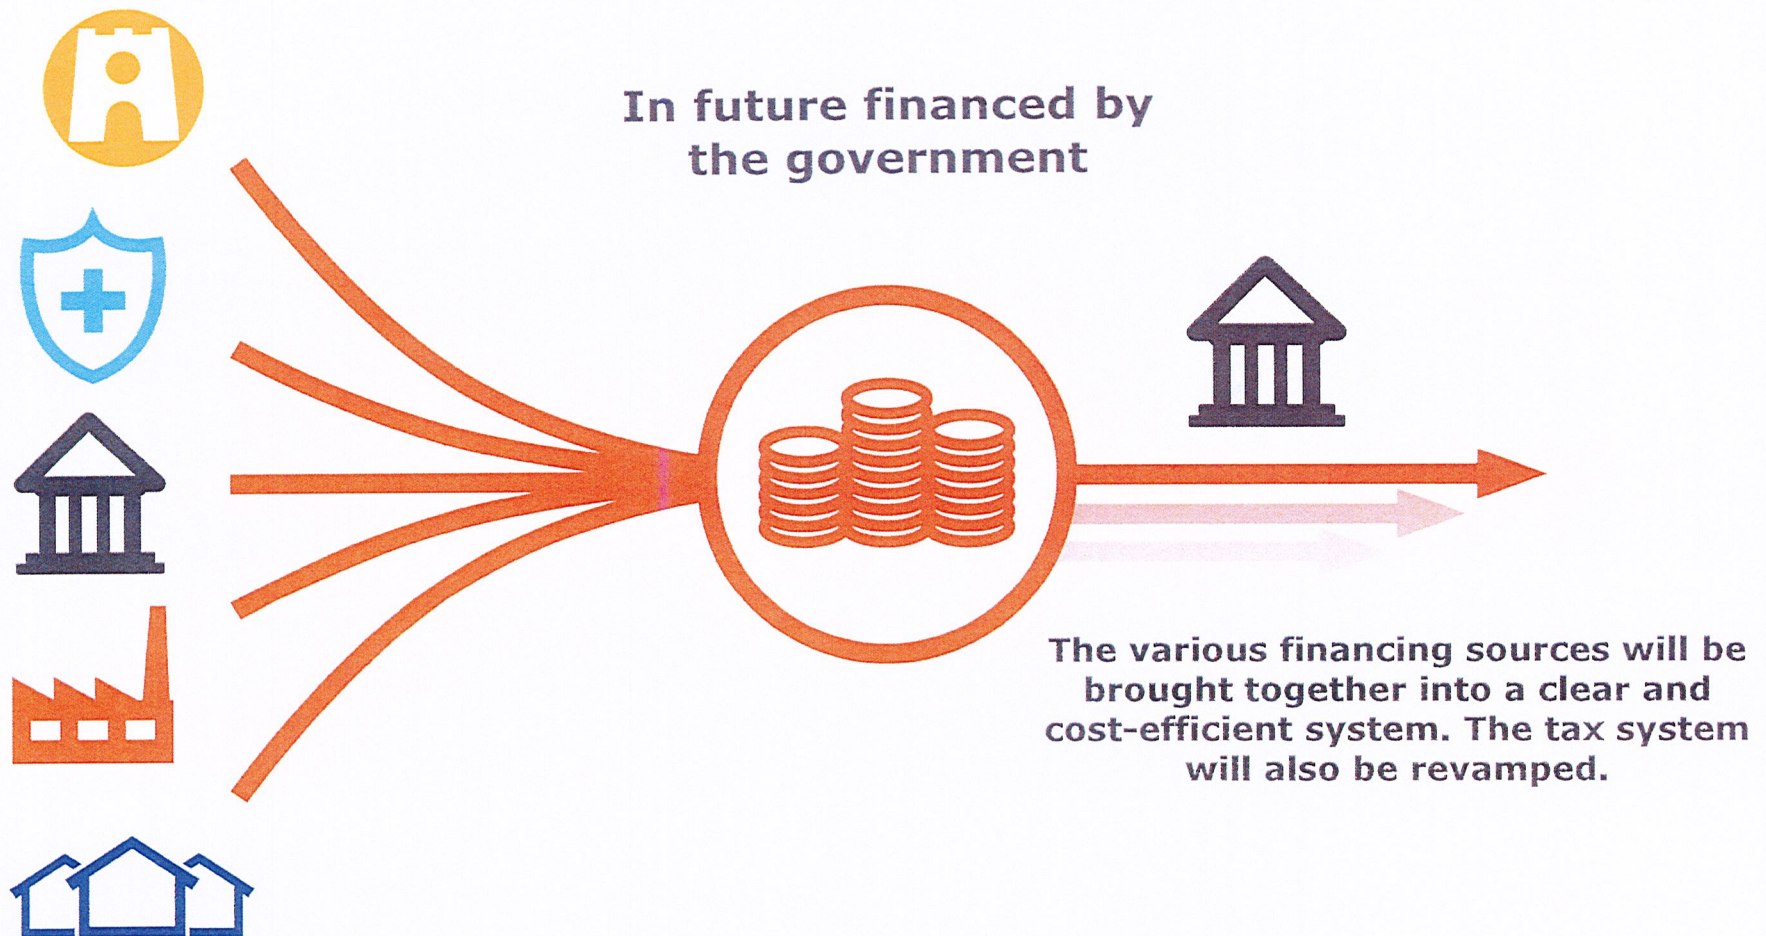 In future financed by
the government
The various financing sources will be
brought together into a clear and
cost-efficient system. The tax system
will also be revamped.